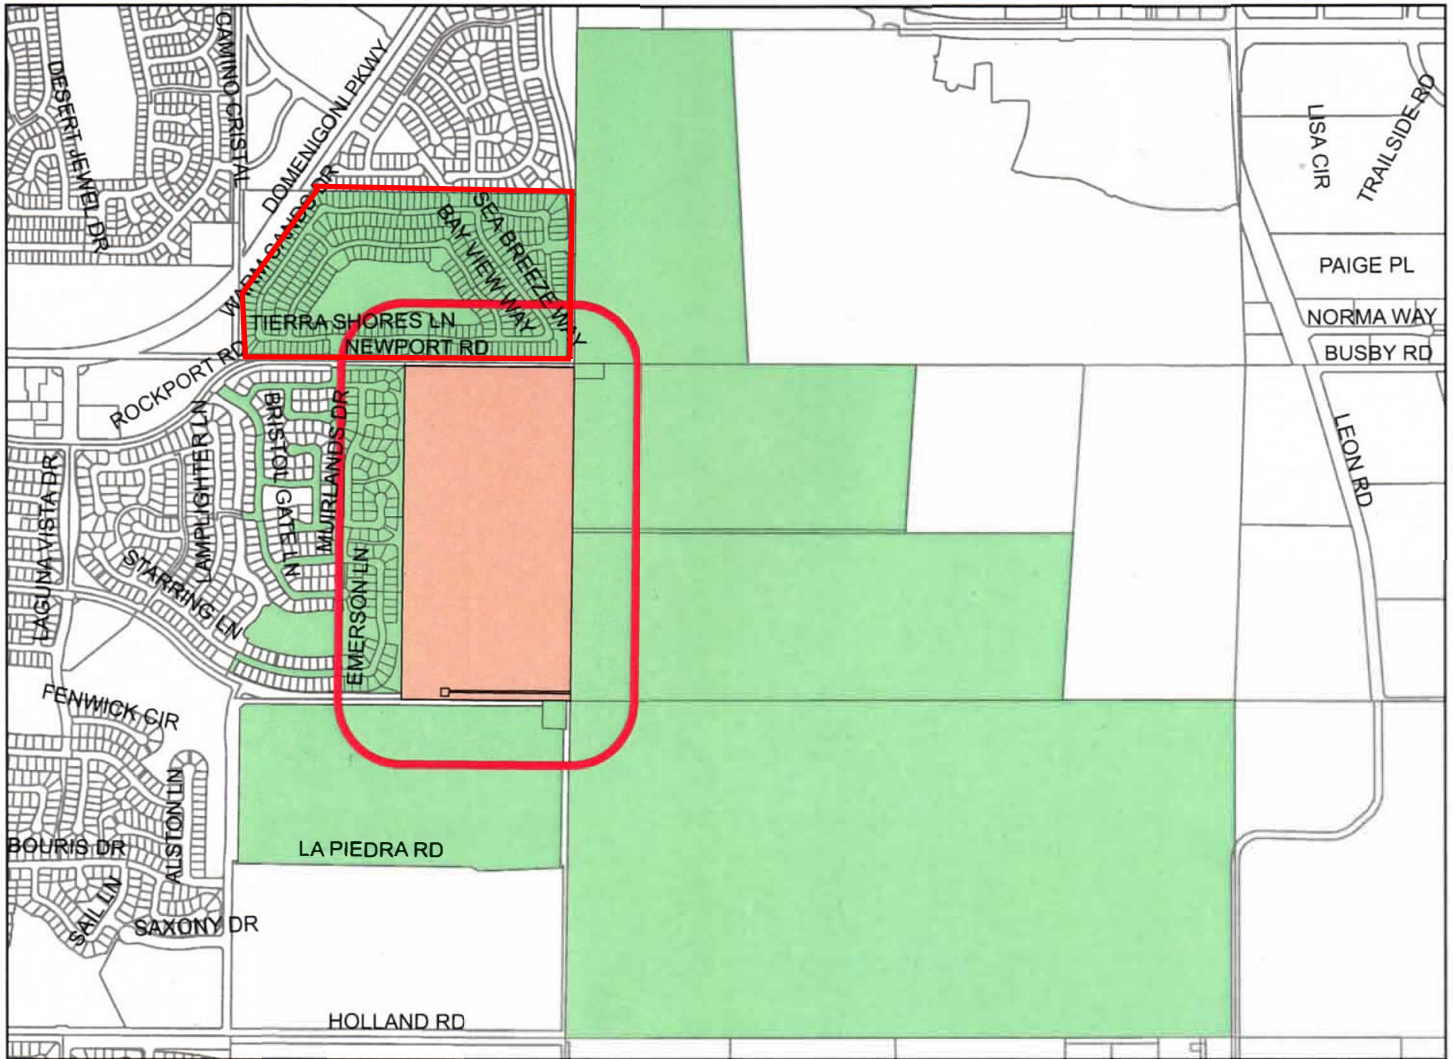 CAMINO CRISTAL
DESERT JEWEL DR
DOMENIGONI PKWY
WARM SANDS DR
SEA BREEZE WAY
BAY VIEW WAY
TIERRA SHORES LN
NEWPORT RD
ROCKPORT RD
LISA CIR
TRAILSIDE RD
PAIGE PL
NORMA WAY
BUSBY RD
LEON RD
LAGUNA VISTA DR
LAMPLIGHTER LN
BRISTOL GATE LN
MUIRLANDS DR
STARRING LN
EMERSON LN
FENWICK CIR
ALSTON LN
BOURIS DR
SAIL LN
SAXONY DR
LA PIEDRA RD
HOLLAND RD